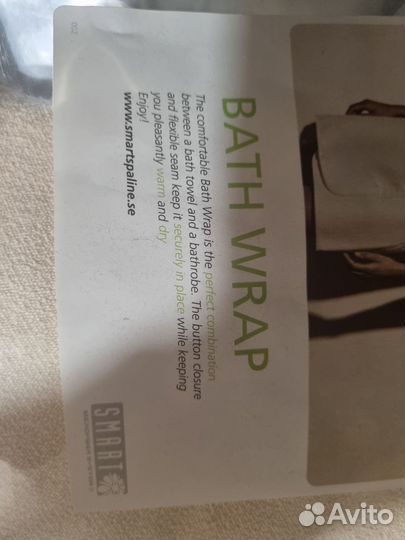 BATH WRAP
The comfortable Bath Wrap is the perfect combination
between a bath towel and a bathrobe. The button closure
and flexible seam keep it securely in place while keeping
you pleasantly warm and dry
Enjoy!
www.smartspaline.se
SMART
002
Avito